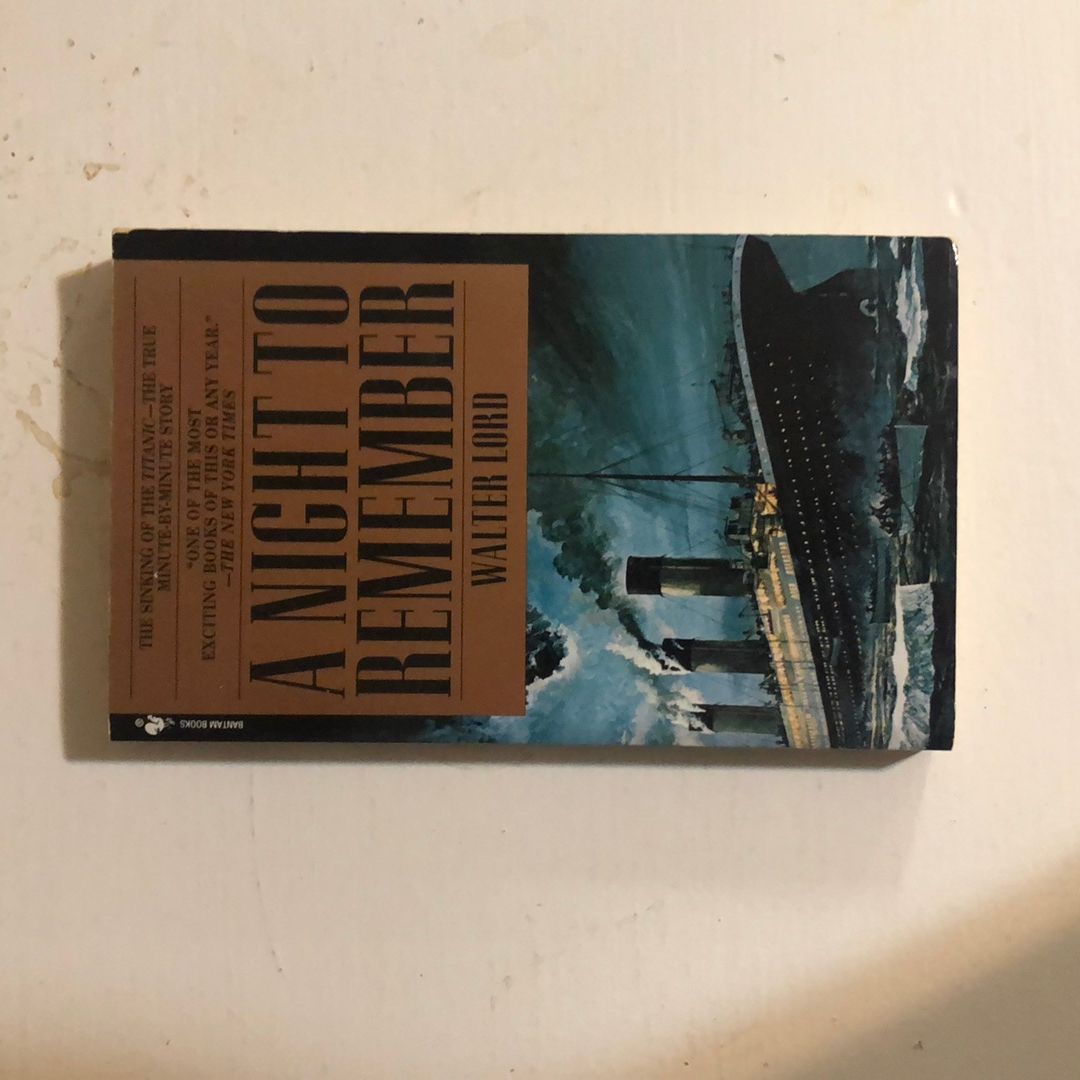 THE SINKING OF THE TITANIC—THE TRUE
MINUTE-BY-MINUTE STORY
"ONE OF THE MOST
EXCITING BOOKS OF THIS OR ANY YEAR."
—THE NEW YORK TIMES
A NIGHT TO
REMEMBER
WALTER LORD
BANTAM BOOKS